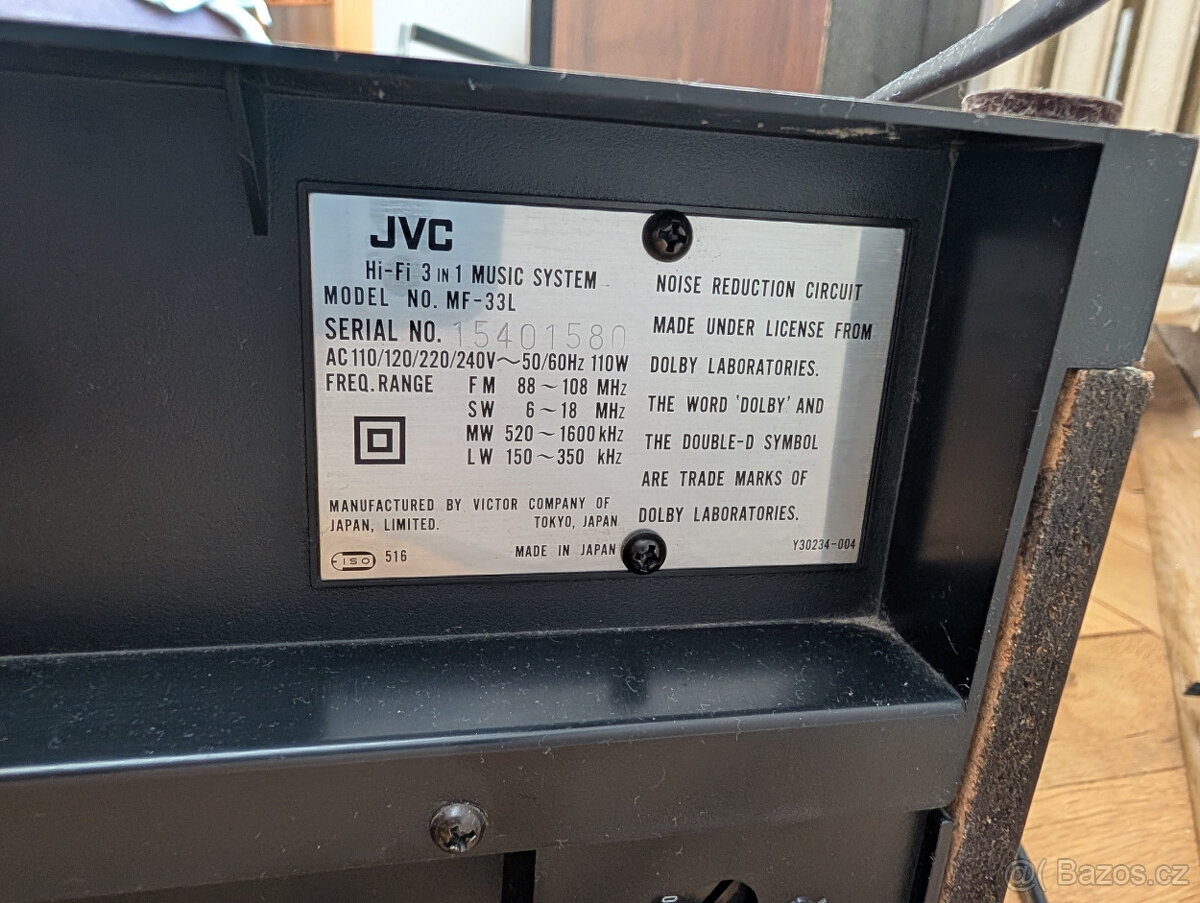 JVC
Hi-Fi 3 IN 1 MUSIC SYSTEM
MODEL NO. MF-33L
SERIAL NO. 15401580
AC 110/120/220/240V ~ 50/60Hz 110W
FREQ. RANGE FM 88 ~ 108 MHz
SW 6 ~ 18 MHz
MW 520 ~ 1600 kHz
LW 150 ~ 350 kHz
MANUFACTURED BY VICTOR COMPANY OF
JAPAN, LIMITED. TOKYO, JAPAN
ISO 516
MADE IN JAPAN
NOISE REDUCTION CIRCUIT
MADE UNDER LICENSE FROM
DOLBY LABORATORIES.
THE WORD 'DOLBY' AND
THE DOUBLE-D SYMBOL
ARE TRADE MARKS OF
DOLBY LABORATORIES.
Y30234-004
Bazos.cz